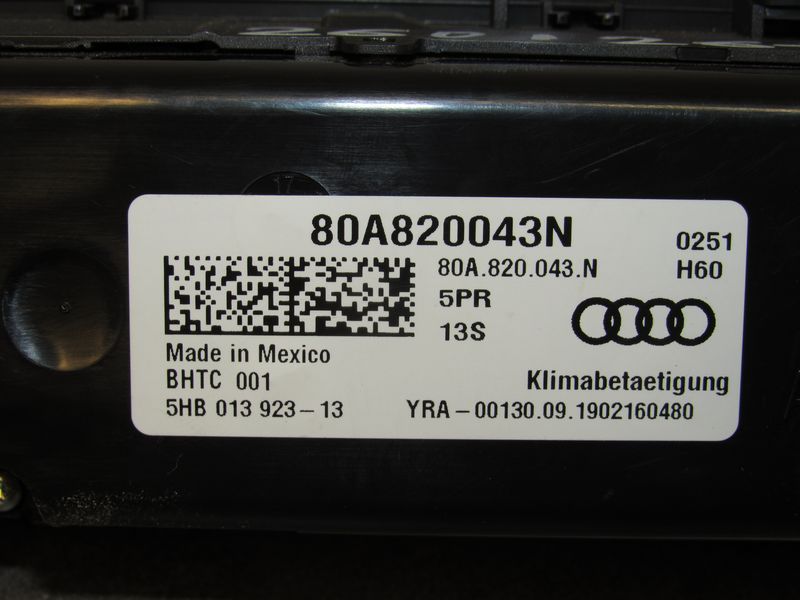 17
80A820043N
0251
80A.820.043.N
H60
5PR
13S
Made in Mexico
BHTC 001
Klimabetaetigung
5HB 013 923-13
YRA-00130.09.1902160480